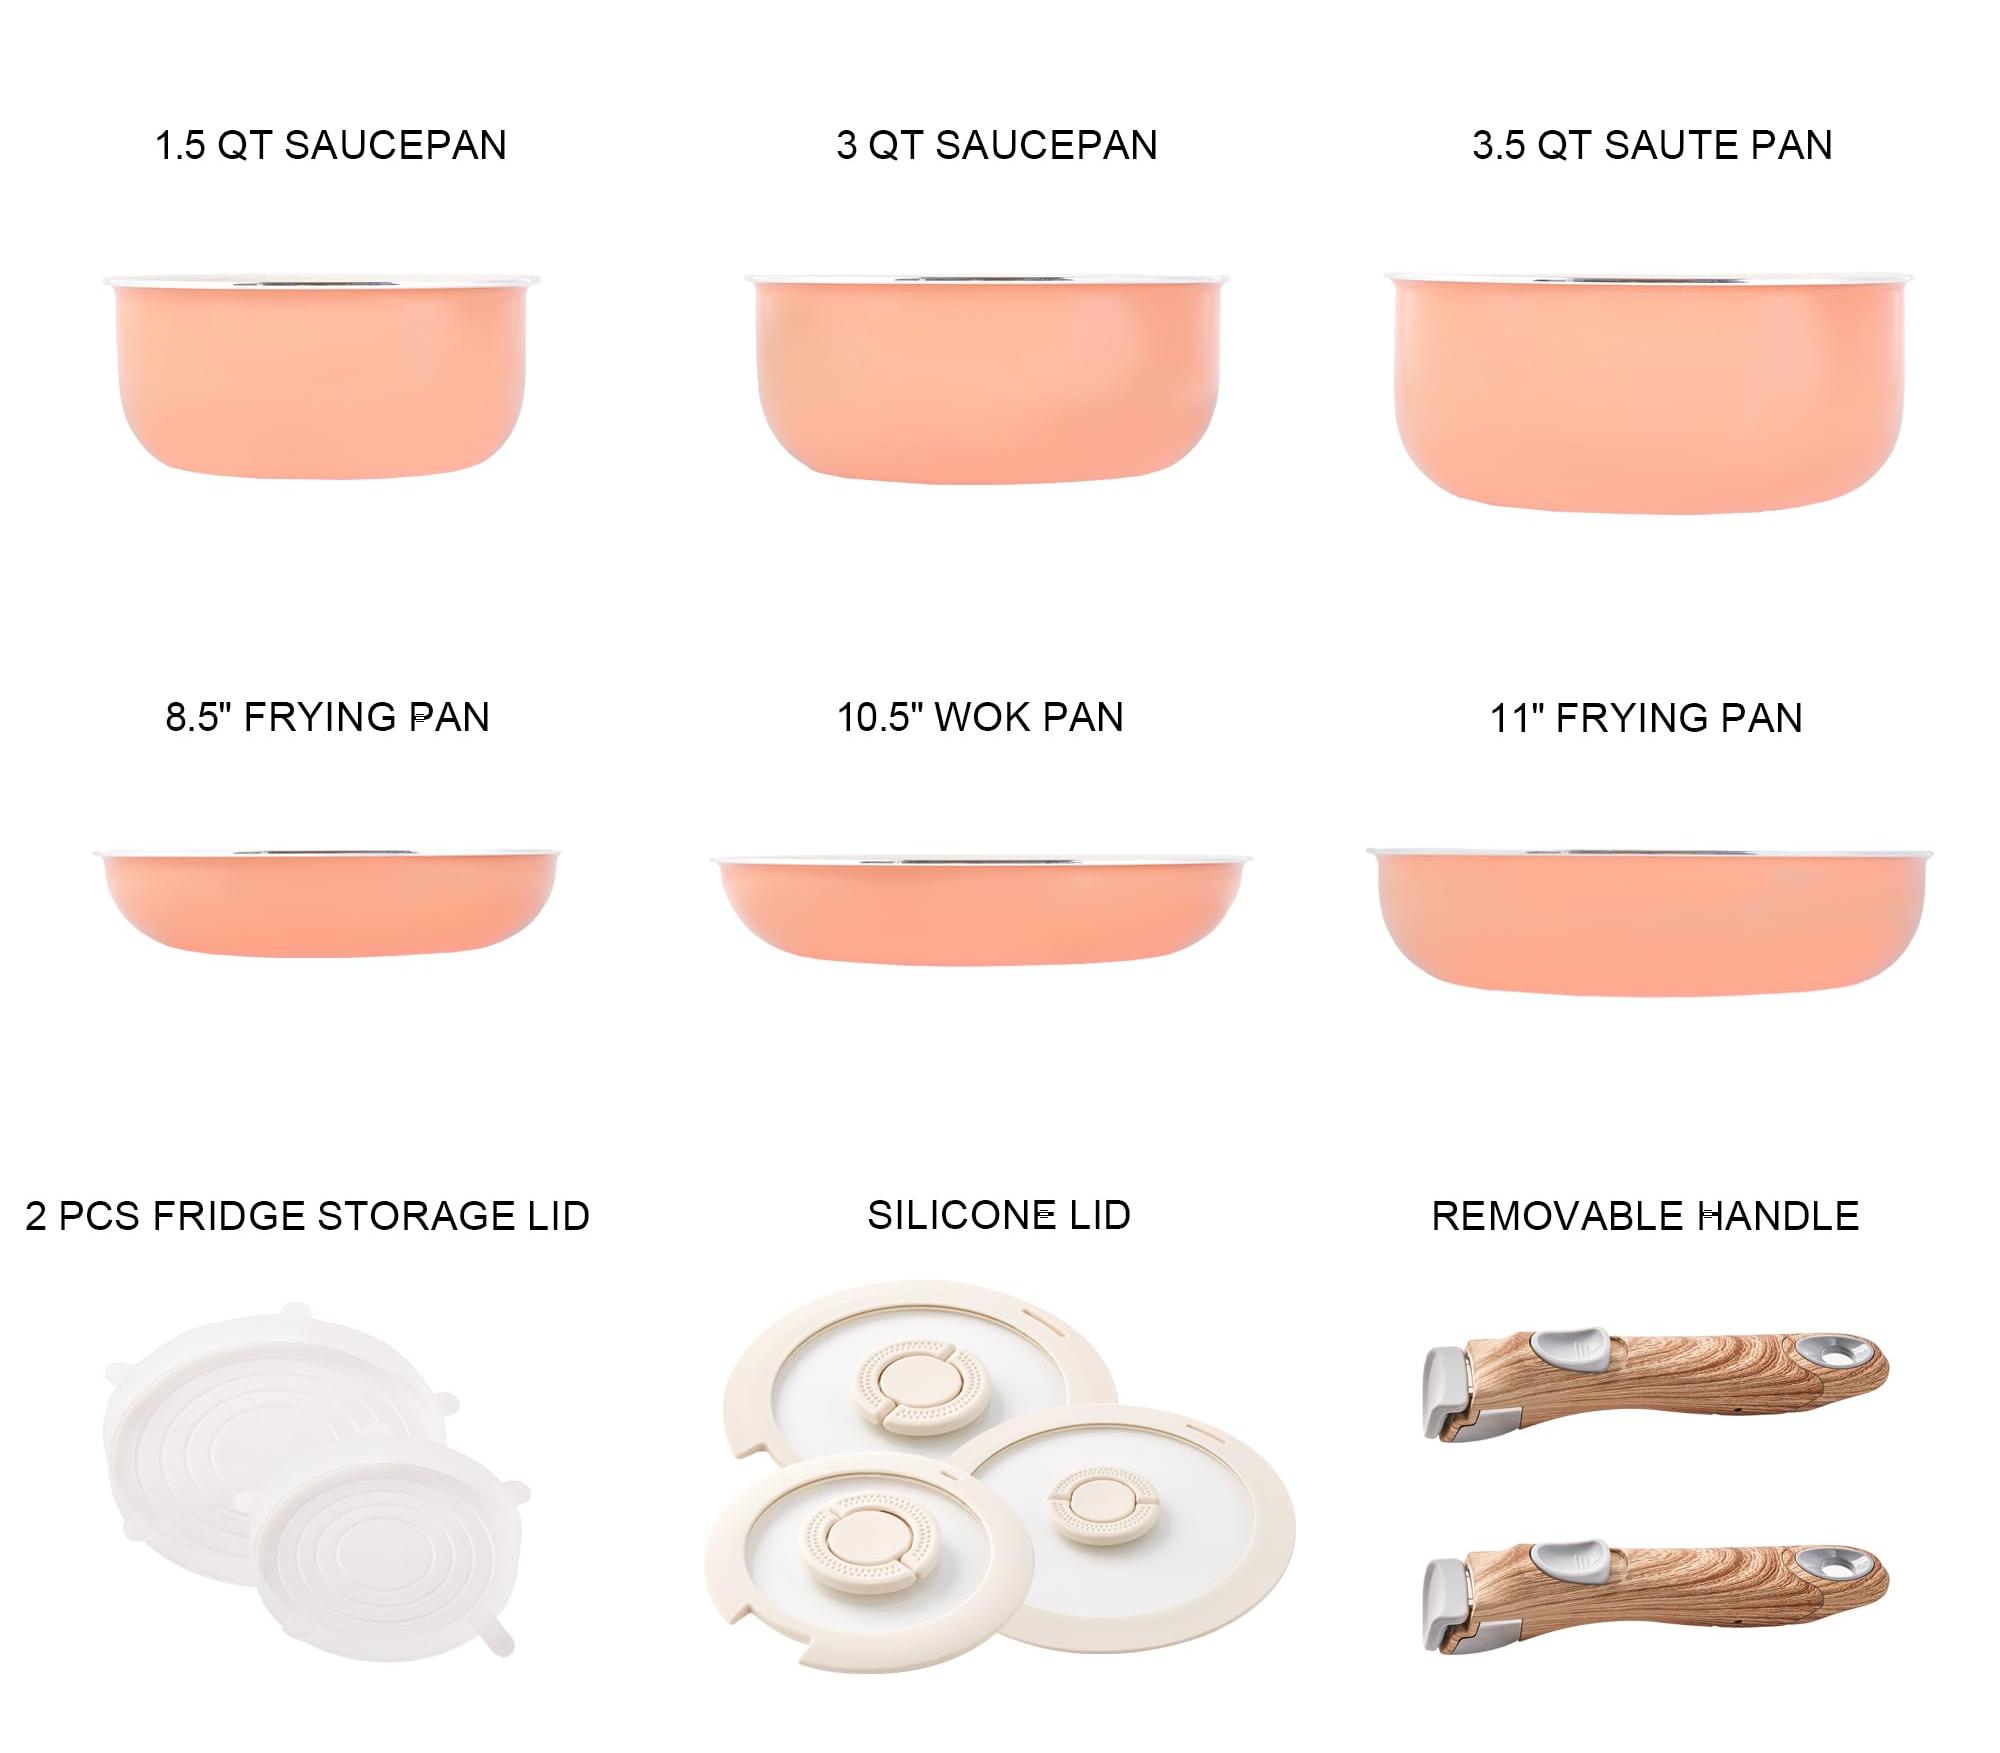 1.5 QT SAUCEPAN
3 QT SAUCEPAN
3.5 QT SAUTE PAN
8.5" FRYING PAN
10.5" WOK PAN
11" FRYING PAN
2 PCS FRIDGE STORAGE LID
SILICONE LID
REMOVABLE HANDLE